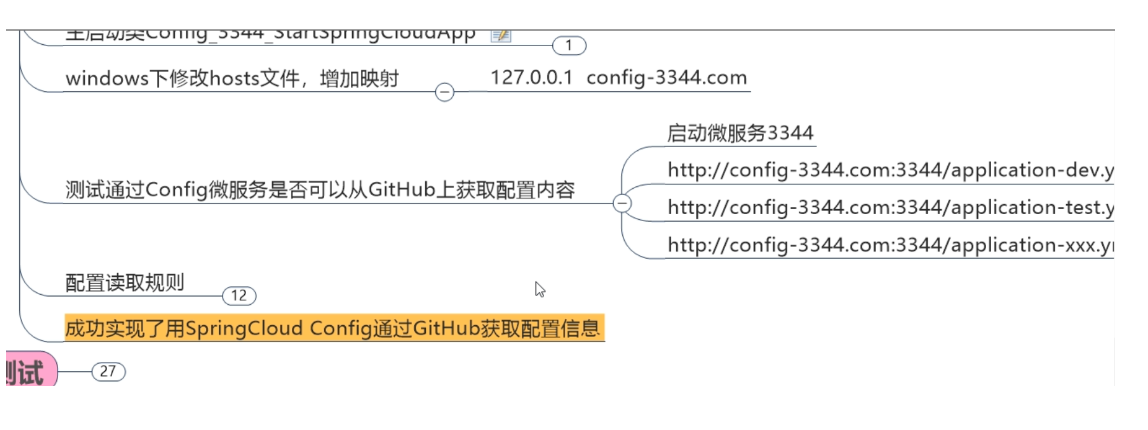 主启动类Config_3344_StartSpringCloudApp
1
windows下修改hosts文件，增加映射
127.0.0.1 config-3344.com
启动微服务3344
http://config-3344.com:3344/application-dev.y
测试通过Config微服务是否可以从GitHub上获取配置内容
http://config-3344.com:3344/application-test.y
http://config-3344.com:3344/application-xxx.y
配置读取规则
12
成功实现了用SpringCloud Config通过GitHub获取配置信息
测试
27